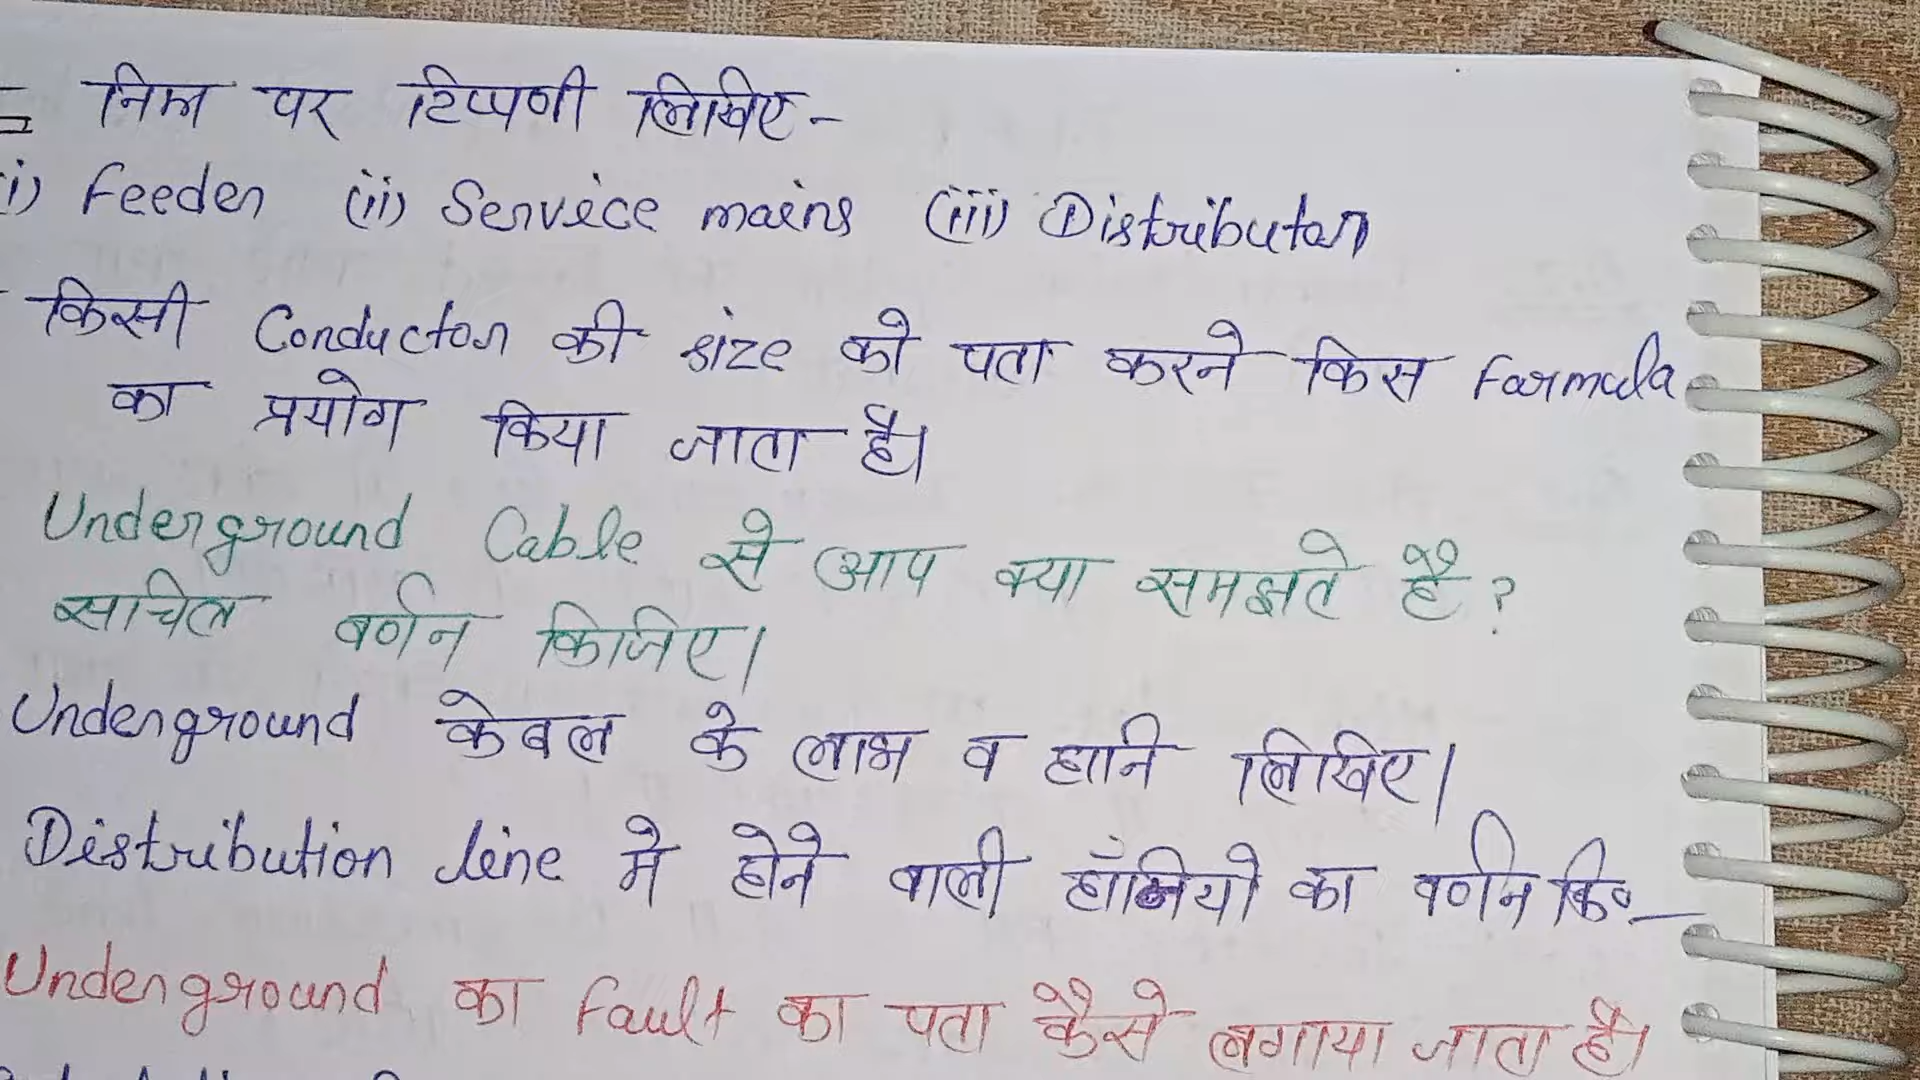 निम्न पर टिप्पणी लिखिए-
i) Feeder (ii) Service mains (iii) Distributor
किसी Conductor की size को पता करने किस Formula
का प्रयोग किया जाता है।
Underground Cable से आप क्या समझते है?
सचित्र वर्णन किजिए।
Underground केबल के लाभ व हानि लिखिए।
Distribution line मे होने वाली हाँनियो का वर्णन कि०-
Underground का Fault का पता कैसे लगाया जाता है।